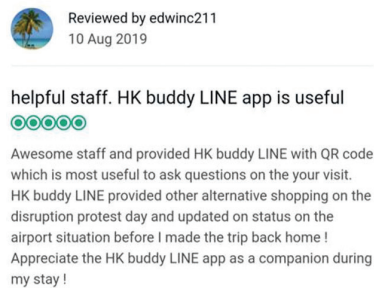 Reviewed by edwinc211
10 Aug 2019
helpful staff. HK buddy LINE app is useful
Awesome staff and provided HK buddy LINE with QR code
which is most useful to ask questions on the your visit.
HK buddy LINE provided other alternative shopping on the
disruption protest day and updated on status on the
airport situation before I made the trip back home !
Appreciate the HK buddy LINE app as a companion during
my stay !